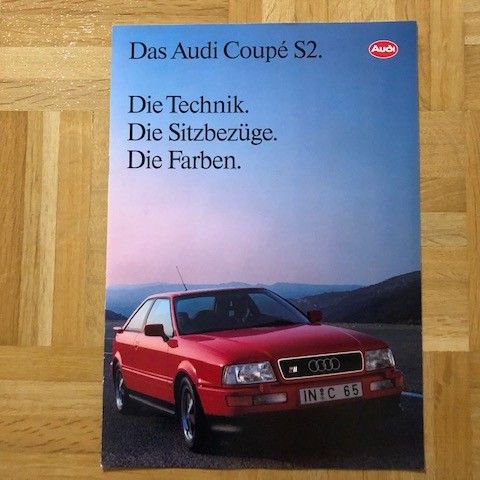 Das Audi Coupé S2.
Audi
Die Technik.
Die Sitzbezüge.
Die Farben.
IN C 65